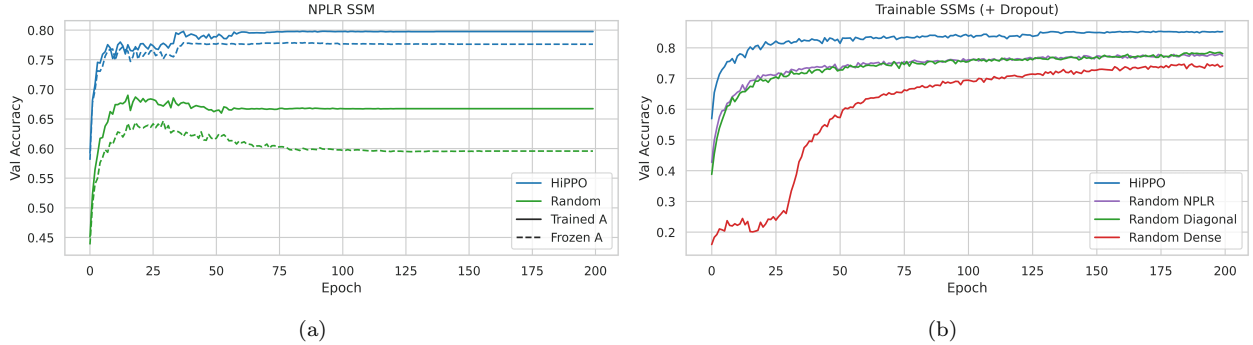 NPLR SSM
0.80
0.75
0.70
0.65
0.60
0.55
0.50
0.45
Val Accuracy
0 25 50 75 100 125 150 175 200
Epoch
HiPPO
Random
Trained A
Frozen A
(a)
Trainable SSMs (+ Dropout)
0.8
0.7
0.6
0.5
0.4
0.3
0.2
Val Accuracy
0 25 50 75 100 125 150 175 200
Epoch
HiPPO
Random NPLR
Random Diagonal
Random Dense
(b)